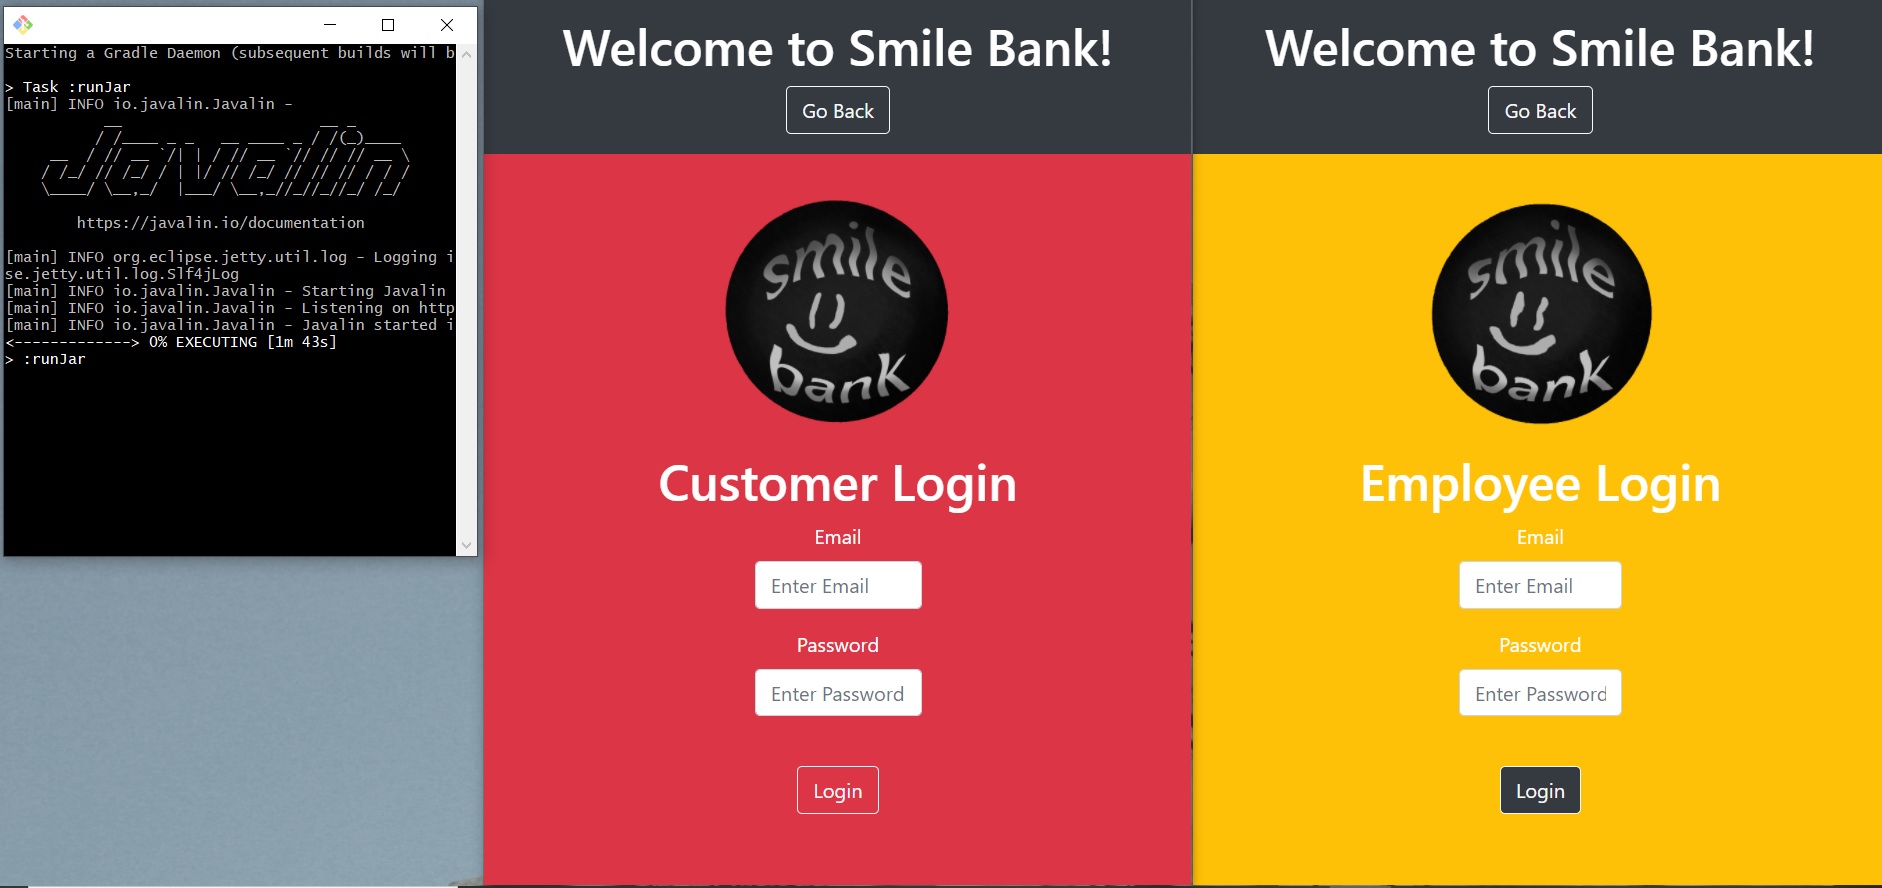 Starting a Gradle Daemon (subsequent builds will b
> Task :runJar
[main] INFO io.javalin.Javalin -
Javalin
https://javalin.io/documentation
[main] INFO org.eclipse.jetty.util.log - Logging i
se.jetty.util.log.Slf4jLog
[main] INFO io.javalin.Javalin - Starting Javalin
[main] INFO io.javalin.Javalin - Listening on http
[main] INFO io.javalin.Javalin - Javalin started i
<-------------> 0% EXECUTING [1m 43s]
> :runJar
Welcome to Smile Bank!
Go Back
smile
bank
Customer Login
Email
Enter Email
Password
Enter Password
Login
Welcome to Smile Bank!
Go Back
smile
bank
Employee Login
Email
Enter Email
Password
Enter Password
Login